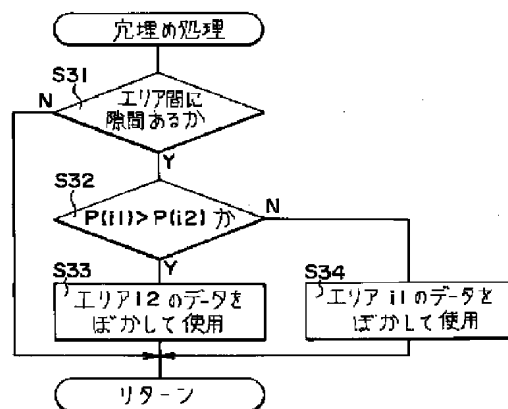 穴埋め処理
S31
N
エリア間に
隙間あるか
Y
S32
P(i1)>P(i2)か
N
Y
S33
エリアi2のデータを
ぼかして使用
S34
エリアi1のデータを
ぼかして使用
リターン